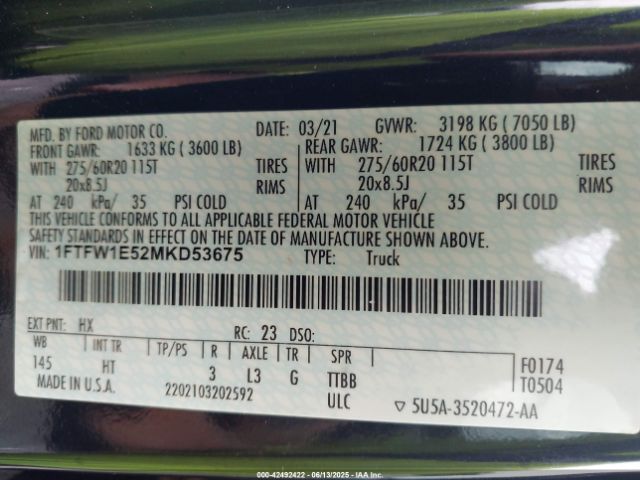 MFD. BY FORD MOTOR CO. DATE: 03/21 GVWR: 3198 KG ( 7050 LB)
FRONT GAWR: 1633 KG ( 3600 LB) REAR GAWR: 1724 KG ( 3800 LB)
WITH 275/60R20 115T TIRES WITH 275/60R20 115T TIRES
20x8.5J RIMS 20x8.5J RIMS
AT 240 kPa/ 35 PSI COLD AT 240 kPa/ 35 PSI COLD
THIS VEHICLE CONFORMS TO ALL APPLICABLE FEDERAL MOTOR VEHICLE
SAFETY STANDARDS IN EFFECT ON THE DATE OF MANUFACTURE SHOWN ABOVE.
VIN: 1FTFW1E52MKD53675 TYPE: Truck
EXT PNT: HX RC: 23 DSO:
WB INT TR TP/PS R AXLE TR SPR
145 HT 3 L3 G TTBB F0174
MADE IN U.S.A. 2202103202592 ULC T0504
5U5A-3520472-AA
000-42492422 - 06/13/2025 - IAA Inc.